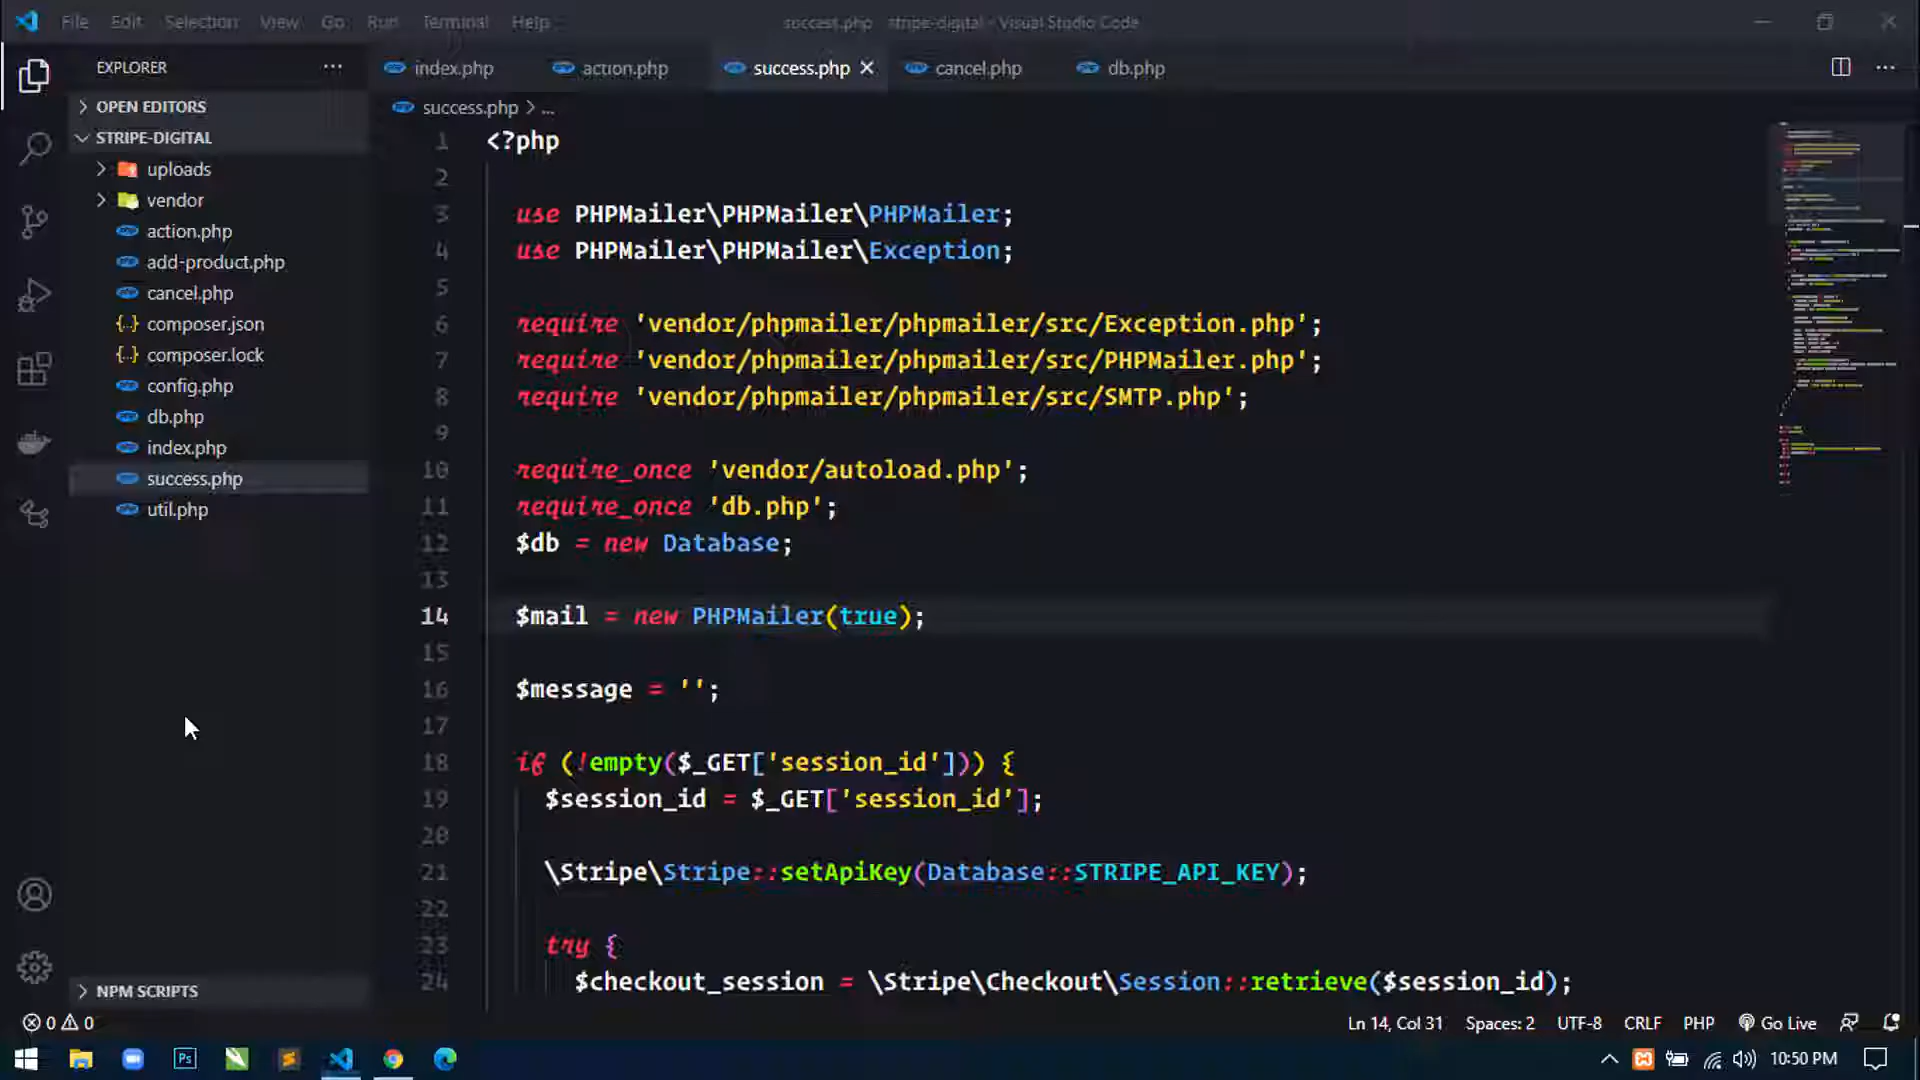 File Edit Selection View Go Run Terminal Help
success.php - stripe-digital - Visual Studio Code
EXPLORER
OPEN EDITORS
STRIPE-DIGITAL
uploads
vendor
action.php
add-product.php
cancel.php
composer.json
composer.lock
config.php
db.php
index.php
success.php
util.php
NPM SCRIPTS
index.php action.php success.php cancel.php db.php
success.php > ...
1 <?php
2
3 use PHPMailer\PHPMailer\PHPMailer;
4 use PHPMailer\PHPMailer\Exception;
5
6 require 'vendor/phpmailer/phpmailer/src/Exception.php';
7 require 'vendor/phpmailer/phpmailer/src/PHPMailer.php';
8 require 'vendor/phpmailer/phpmailer/src/SMTP.php';
9
10 require_once 'vendor/autoload.php';
11 require_once 'db.php';
12 $db = new Database;
13
14 $mail = new PHPMailer(true);
15
16 $message = '';
17
18 if (!empty($_GET['session_id'])) {
19 $session_id = $_GET['session_id'];
20
21 \Stripe\Stripe::setApiKey(Database::STRIPE_API_KEY);
22
23 try {
24 $checkout_session = \Stripe\Checkout\Session::retrieve($session_id);
0 0
Ln 14, Col 31 Spaces: 2 UTF-8 CRLF PHP Go Live
Ps
10:50 PM